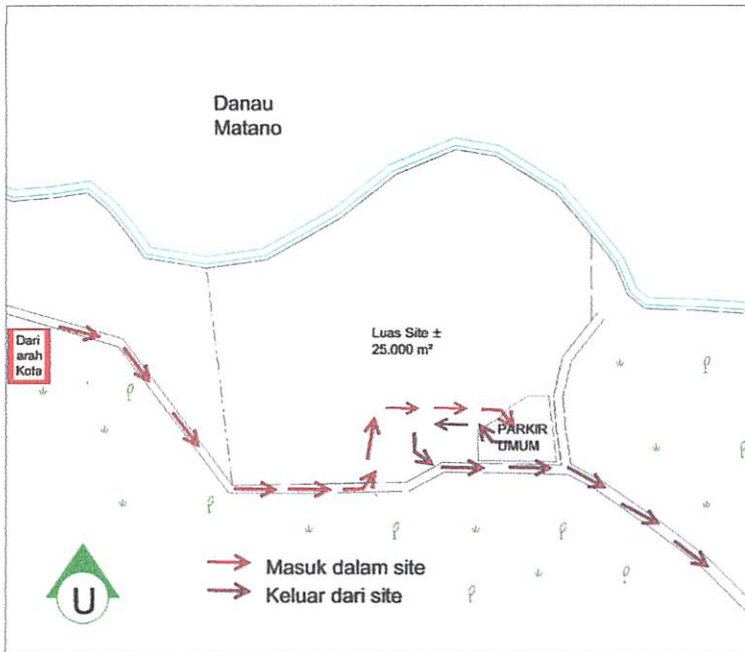 Danau
Matano
Luas Site ±
25.000 m²
Dari
arah
Kota
PARKIR
UMUM
U
Masuk dalam site
Keluar dari site